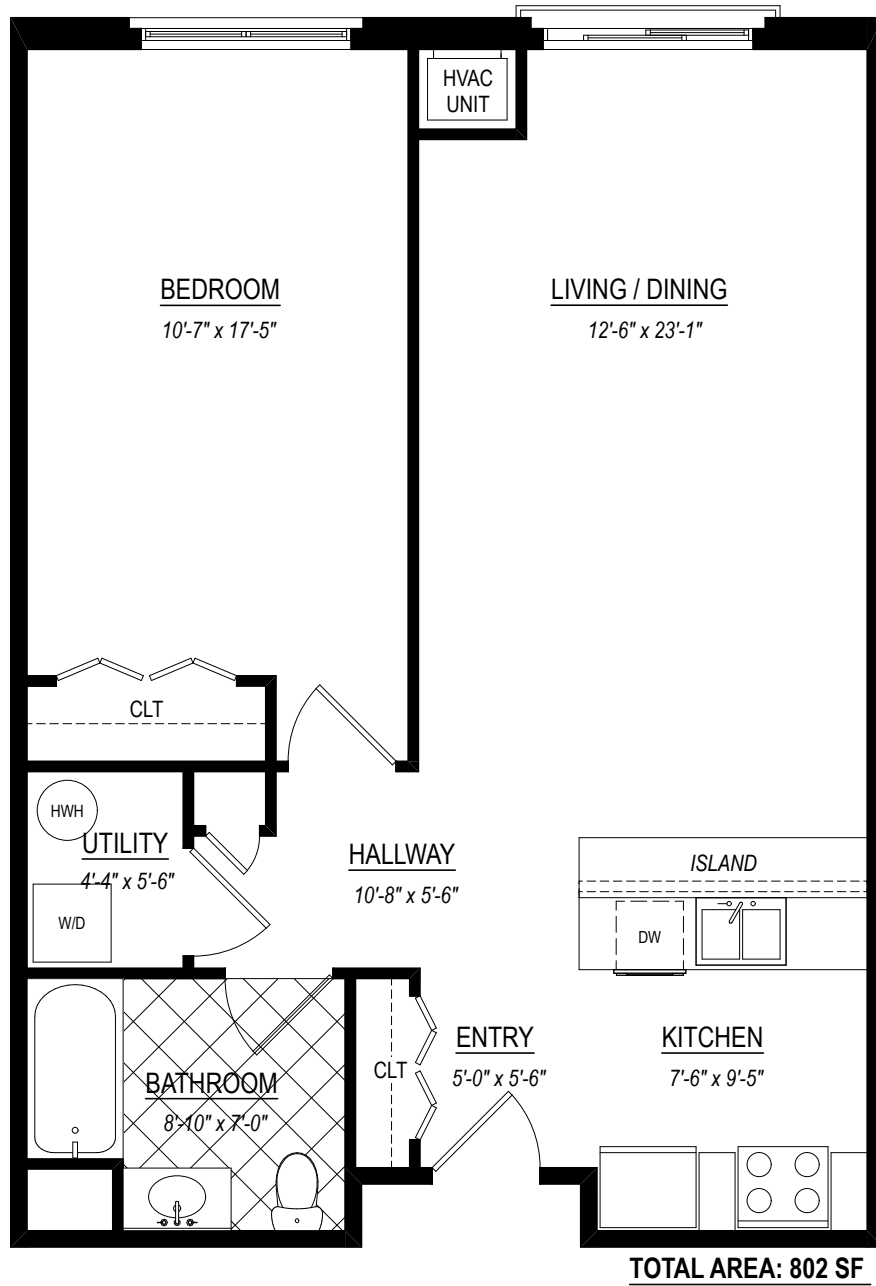 HVAC
UNIT
BEDROOM
10'-7" x 17'-5"
LIVING / DINING
12'-6" x 23'-1"
CLT
HWH
UTILITY
4'-4" x 5'-6"
W/D
HALLWAY
10'-8" x 5'-6"
ISLAND
DW
ENTRY
5'-0" x 5'-6"
KITCHEN
7'-6" x 9'-5"
CLT
BATHROOM
8'-10" x 7'-0"
TOTAL AREA: 802 SF